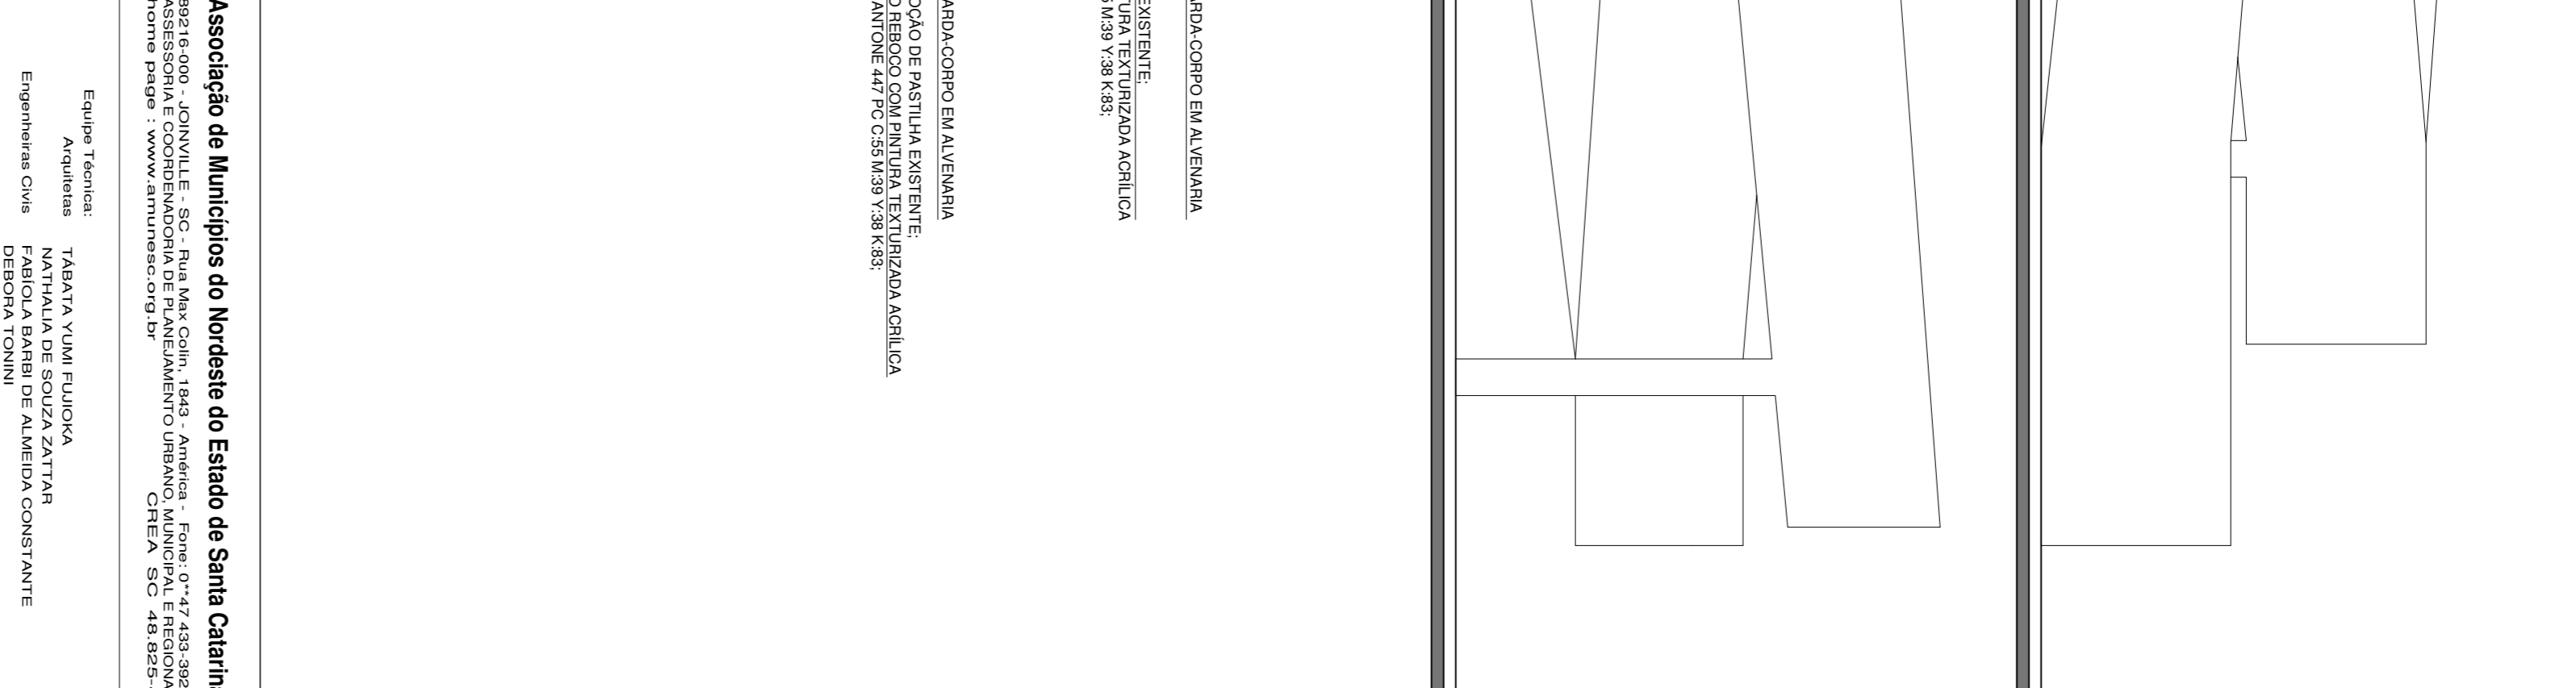 ARDA-CORPO EM ALVENARIA
EXISTENTE;
TURA TEXTURIZADA ACRÍLICA
M:39 Y:38 K:83;
ARDA-CORPO EM ALVENARIA
OÇÃO DE PASTILHA EXISTENTE;
O REBOCO COM PINTURA TEXTURIZADA ACRÍLICA
ANTONE 447 PC C:55 M:39 Y:38 K:83;
Associação de Municípios do Nordeste do Estado de Santa Catarin
89216-000 - JOINVILLE - SC - Rua Max Colin, 1843 - América - Fone: 0**47 433-392
ASSESSORIA E COORDENADORIA DE PLANEJAMENTO URBANO, MUNICIPAL E REGIONA
home page : www.amunesc.org.br CREA SC 48.825-
Equipe Técnica:
Arquitetas TÁBATA YUMI FUJIOKA
NATHALIA DE SOUZA ZATTAR
Engenheiras Civis FABÍOLA BARBI DE ALMEIDA CONSTANTE
DEBORA TONINI